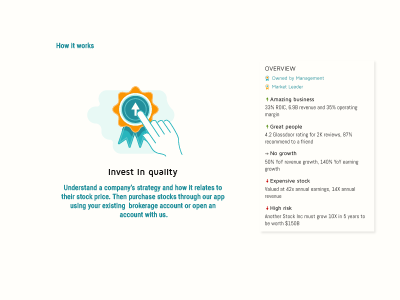 How it works
Invest in quality
Understand a company's strategy and how it relates to
their stock price. Then purchase stocks through our app
using your existing brokerage account or open an
account with us.
OVERVIEW
Owned by Management
Market Leader
↑ Amazing business
33% ROIC, 6.9B revenue and 35% operating
margin
↑ Great people
4.2 Glassdoor rating for 2K reviews, 87%
recommend to a friend
→ No growth
50% YoY revenue growth, 140% YoY earning
growth
↓ Expensive stock
Valued at 42x annual earnings, 14X annual
revenue
↓ High risk
Another Stock Inc must grow 10X in 5 years to
be worth $150B